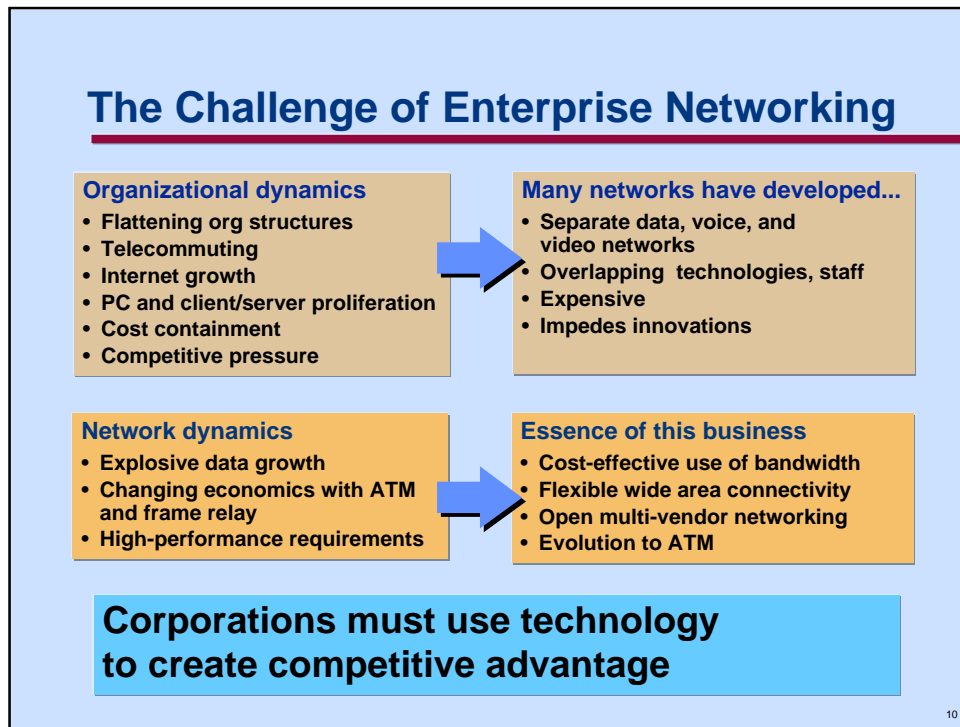 The Challenge of Enterprise Networking
Organizational dynamics
• Flattening org structures
• Telecommuting
• Internet growth
• PC and client/server proliferation
• Cost containment
• Competitive pressure
Many networks have developed...
• Separate data, voice, and
video networks
• Overlapping technologies, staff
• Expensive
• Impedes innovations
Network dynamics
• Explosive data growth
• Changing economics with ATM
and frame relay
• High-performance requirements
Essence of this business
• Cost-effective use of bandwidth
• Flexible wide area connectivity
• Open multi-vendor networking
• Evolution to ATM
Corporations must use technology
to create competitive advantage
10